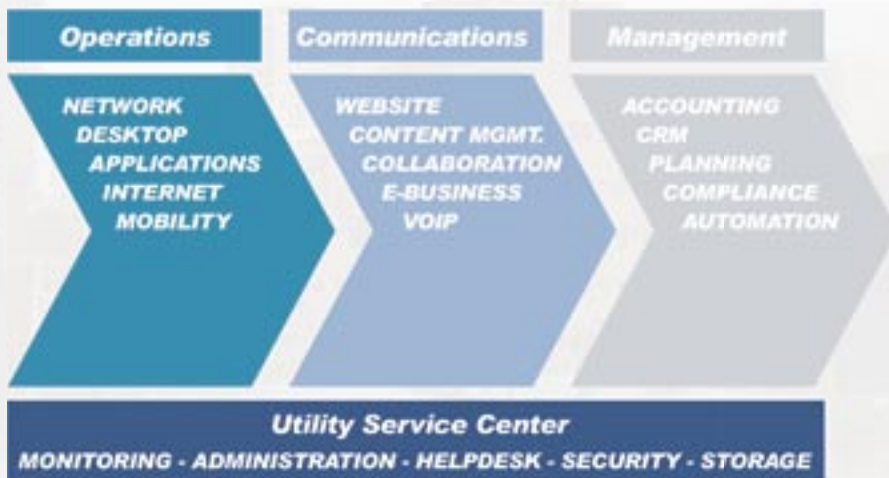 Operations
NETWORK
DESKTOP
APPLICATIONS
INTERNET
MOBILITY
Communications
WEBSITE
CONTENT MGMT.
COLLABORATION
E-BUSINESS
VOIP
Management
ACCOUNTING
CRM
PLANNING
COMPLIANCE
AUTOMATION
Utility Service Center
MONITORING - ADMINISTRATION - HELPDESK - SECURITY - STORAGE